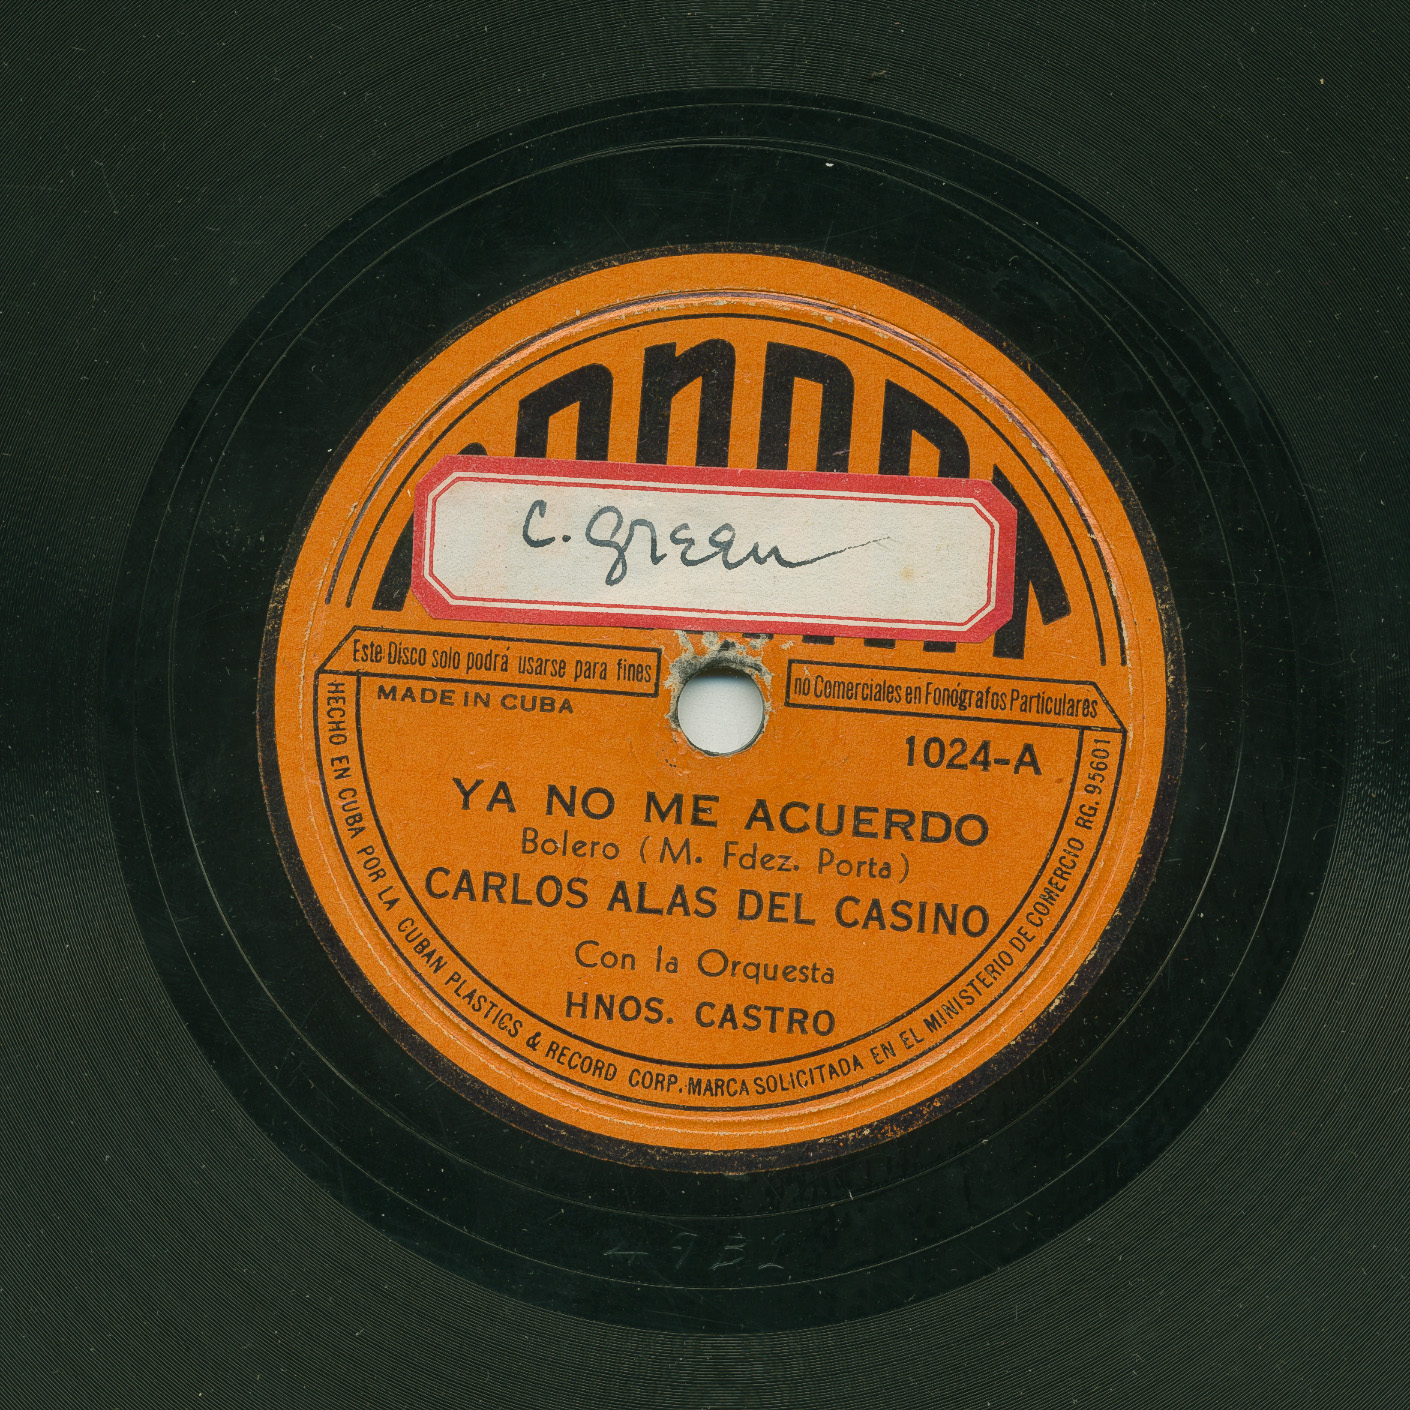 C. Green
Este Disco solo podrá usarse para fines
no Comerciales en Fonógrafos Particulares
MADE IN CUBA
1024-A
YA NO ME ACUERDO
Bolero (M. Fdez. Porta)
CARLOS ALAS DEL CASINO
Con la Orquesta
HNOS. CASTRO
HECHO EN CUBA POR LA CUBAN PLASTICS & RECORD CORP. MARCA SOLICITADA EN EL MINISTERIO DE COMERCIO RG. 95601